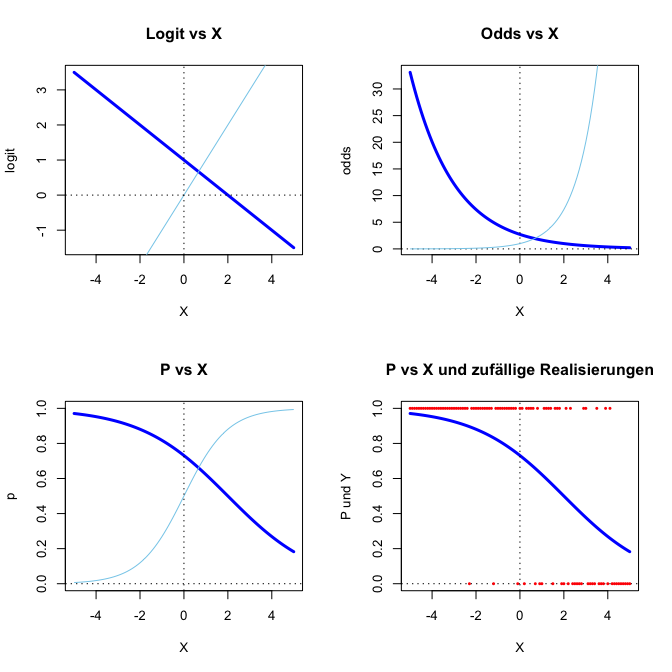 Logit vs X
logit
3
2
1
0
-1
-4 -2 0 2 4
X
Odds vs X
odds
30
25
20
15
10
5
0
-4 -2 0 2 4
X
P vs X
p
1.0
0.8
0.6
0.4
0.2
0.0
-4 -2 0 2 4
X
P vs X und zufällige Realisierungen
P und Y
1.0
0.8
0.6
0.4
0.2
0.0
-4 -2 0 2 4
X